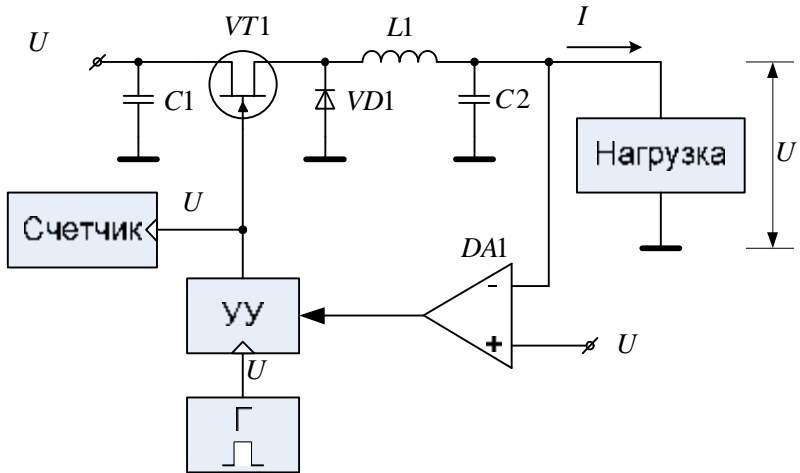 I
VT1
L1
U
C1
VD1
C2
Нагрузка
U
U
Счетчик
DA1
-
УУ
+
U
U
Г